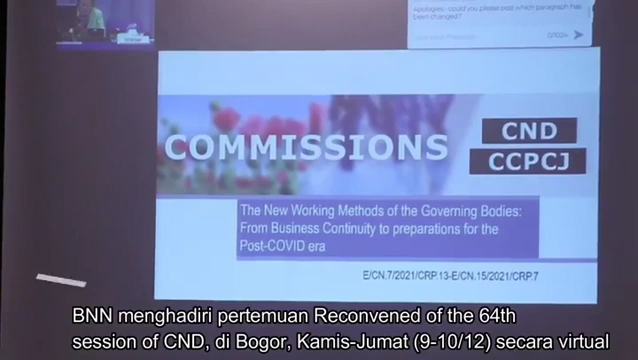 Apologies - could you please post which paragraph has
been changed?
0/1024
COMMISSIONS
CND
CCPCJ
The New Working Methods of the Governing Bodies:
From Business Continuity to preparations for the
Post-COVID era
E/CN.7/2021/CRP.13-E/CN.15/2021/CRP.7
BNN menghadiri pertemuan Reconvened of the 64th
session of CND, di Bogor, Kamis-Jumat (9-10/12) secara virtual